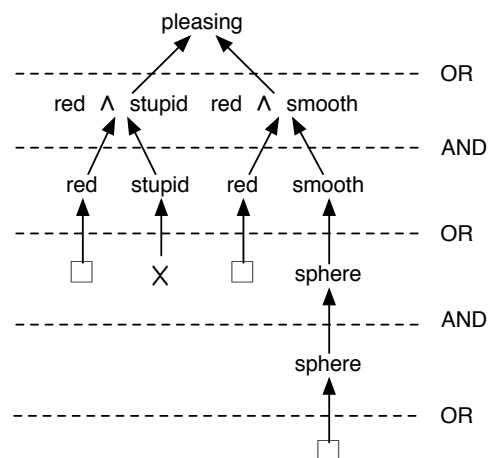 pleasing
OR
red ∧ stupid red ∧ smooth
AND
red stupid red smooth
OR
X sphere
AND
sphere
OR